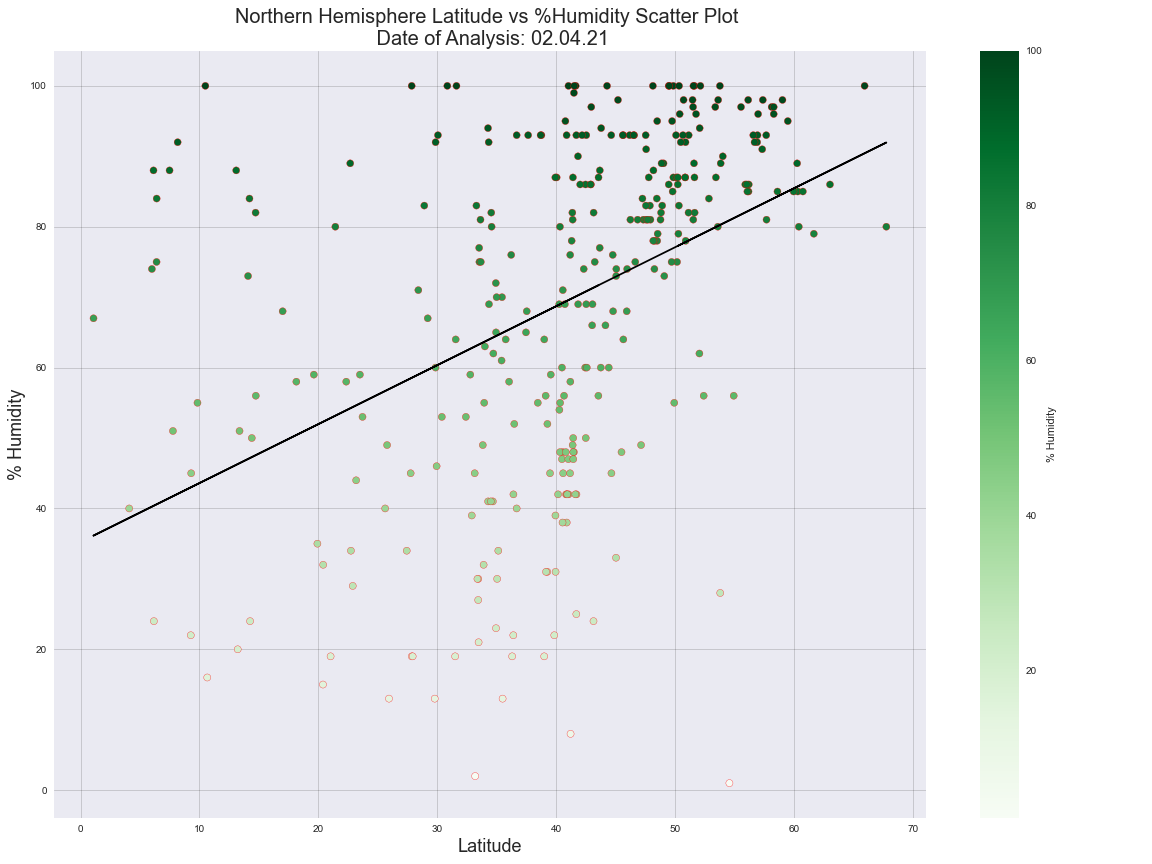 Northern Hemisphere Latitude vs %Humidity Scatter Plot
Date of Analysis: 02.04.21
% Humidity
100
80
60
40
20
0
0 10 20 30 40 50 60 70
Latitude
100
80
60
40
20
% Humidity